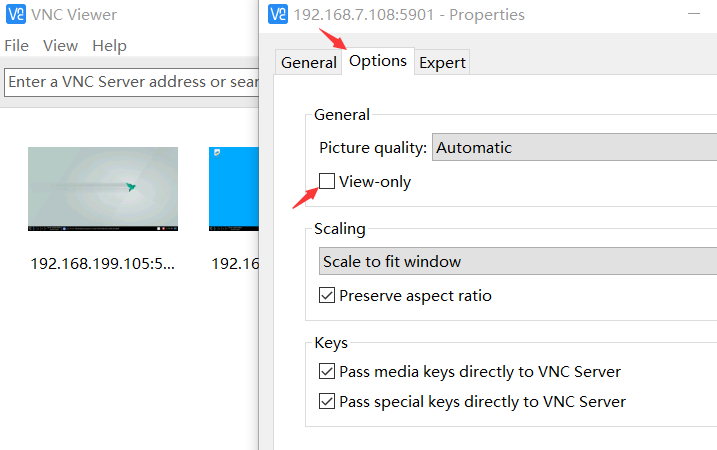 VNC Viewer
File View Help
Enter a VNC Server address or sear
192.168.199.105:5...
192.16
192.168.7.108:5901 - Properties
General Options Expert
General
Picture quality: Automatic
View-only
Scaling
Scale to fit window
Preserve aspect ratio
Keys
Pass media keys directly to VNC Server
Pass special keys directly to VNC Server